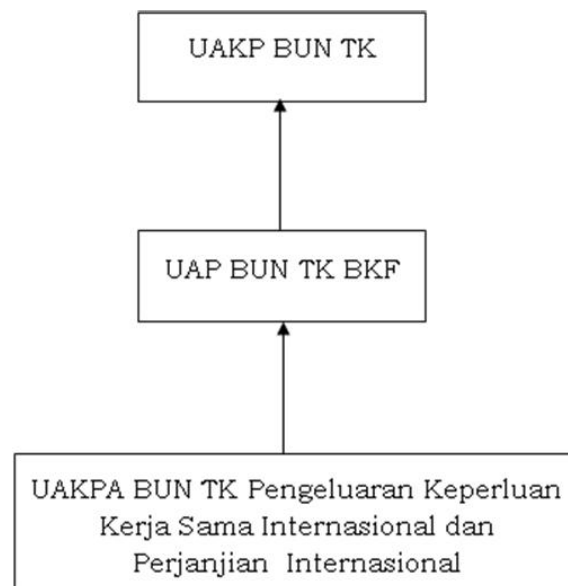 UAKP BUN TK
UAP BUN TK BKF
UAKPA BUN TK Pengeluaran Keperluan
Kerja Sama Internasional dan
Perjanjian Internasional